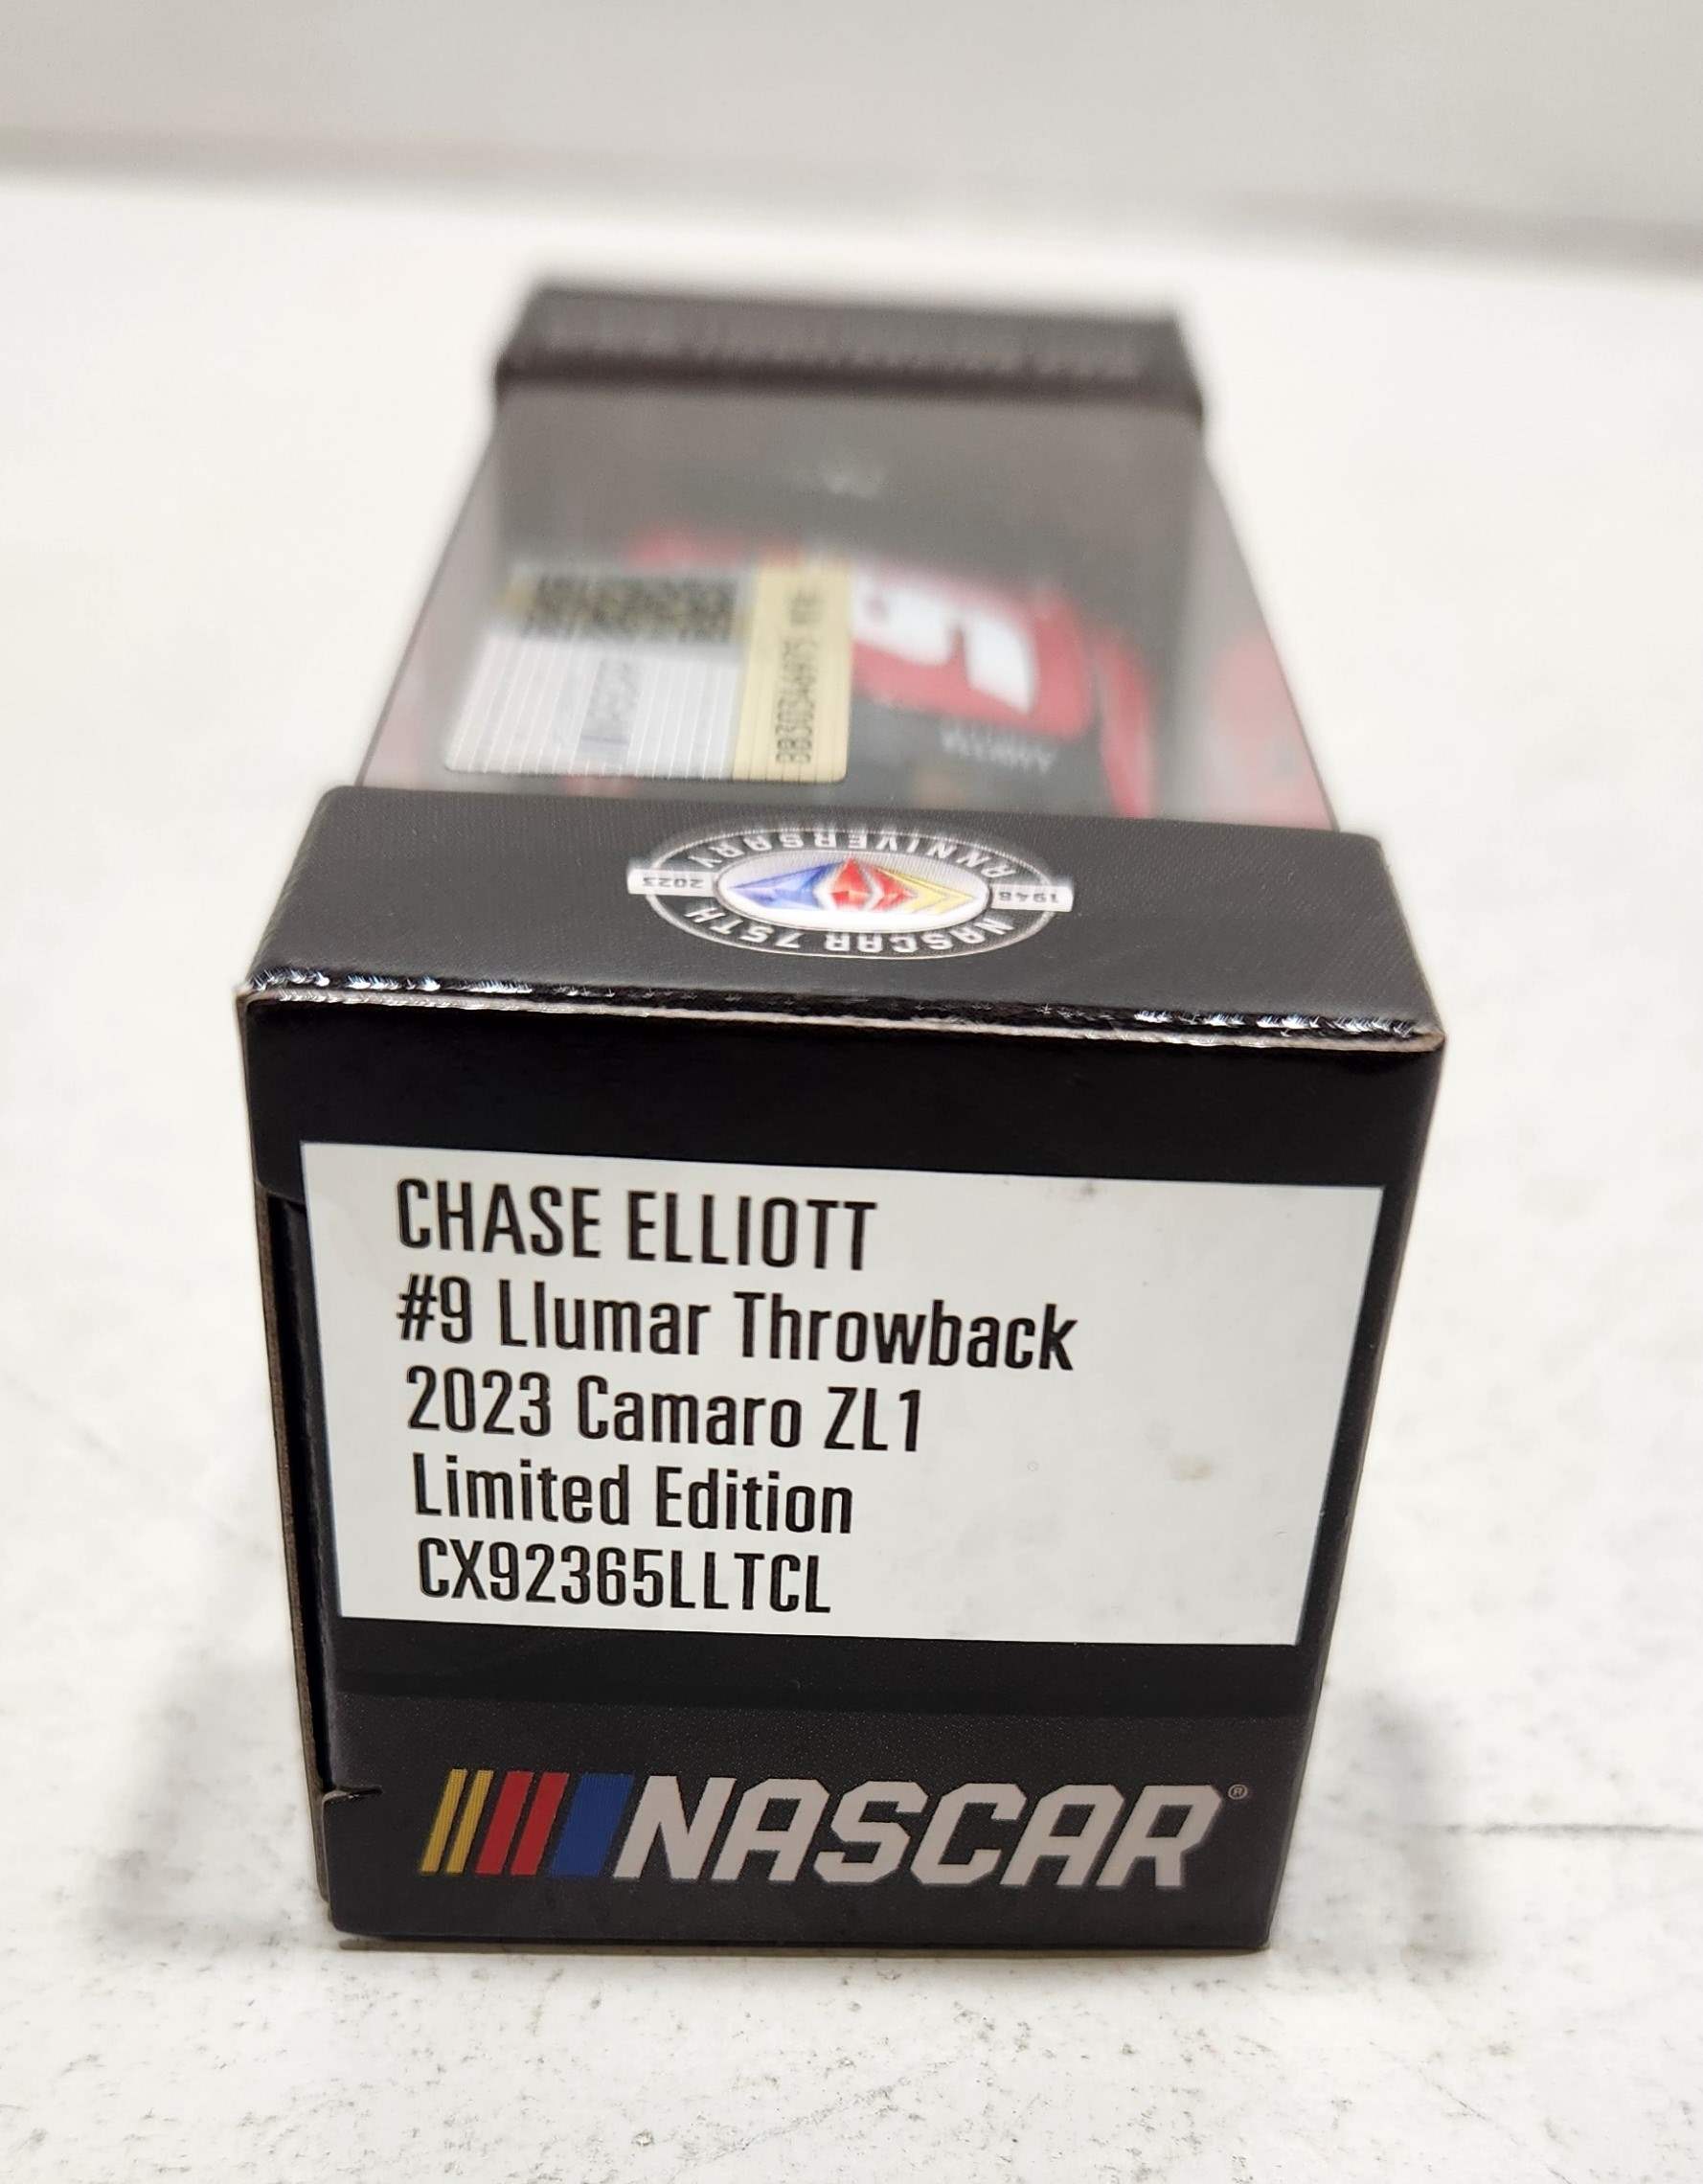 NASCAR 75TH ANNIVERSARY
1948 2023
CHASE ELLIOTT
#9 Llumar Throwback
2023 Camaro ZL1
Limited Edition
CX92365LLTCL
NASCAR®